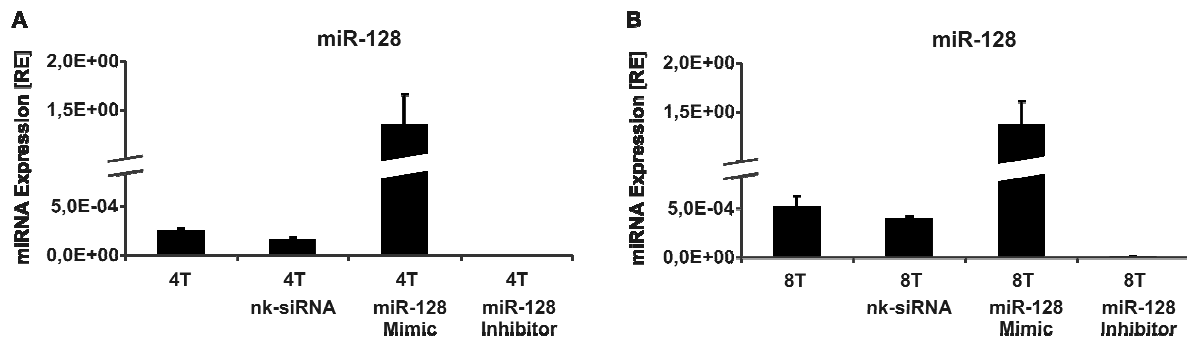 A
miR-128
miRNA Expression [RE]
2,0E+00
1,5E+00
5,0E-04
0,0E+00
4T
4T
4T
4T
nk-siRNA
miR-128
miR-128
Mimic
Inhibitor
B
miR-128
miRNA Expression [RE]
2,0E+00
1,5E+00
5,0E-04
0,0E+00
8T
8T
8T
8T
nk-siRNA
miR-128
miR-128
Mimic
Inhibitor